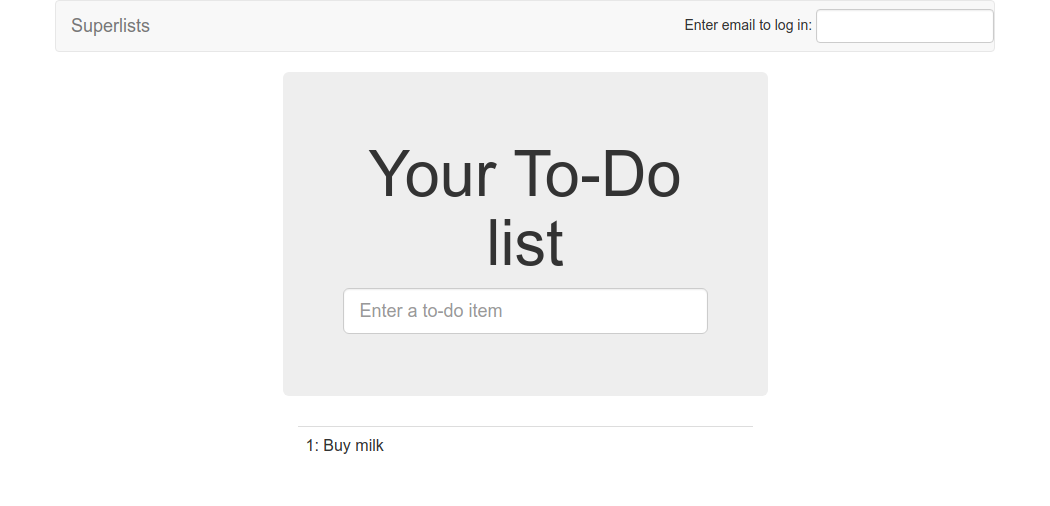 Superlists
Enter email to log in:
Your To-Do
list
Enter a to-do item
1: Buy milk